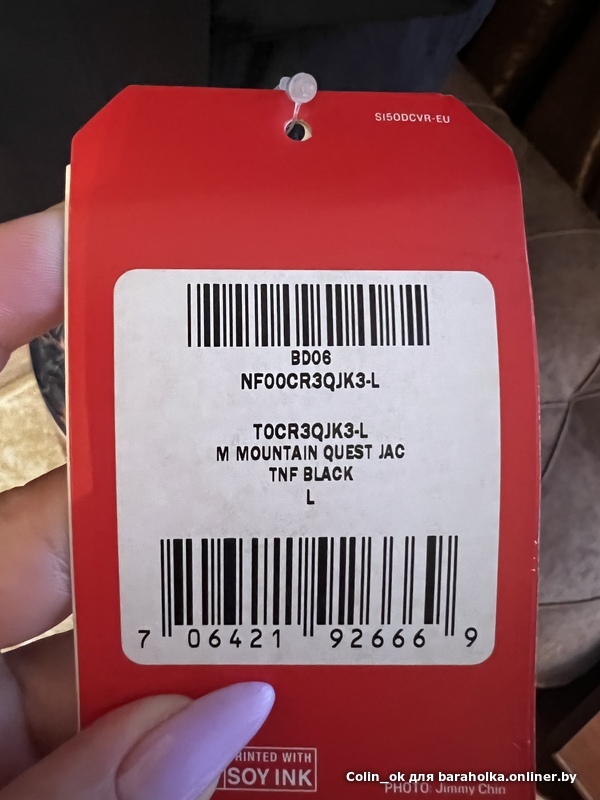 SI50DCVR-EU
BD06
NF00CR3QJK3-L
T0CR3QJK3-L
M MOUNTAIN QUEST JAC
TNF BLACK
L
7 06421 92666 9
PRINTED WITH
SOY INK
PHOTO: Jimmy Chin
Colin_ok для baraholka.onliner.by